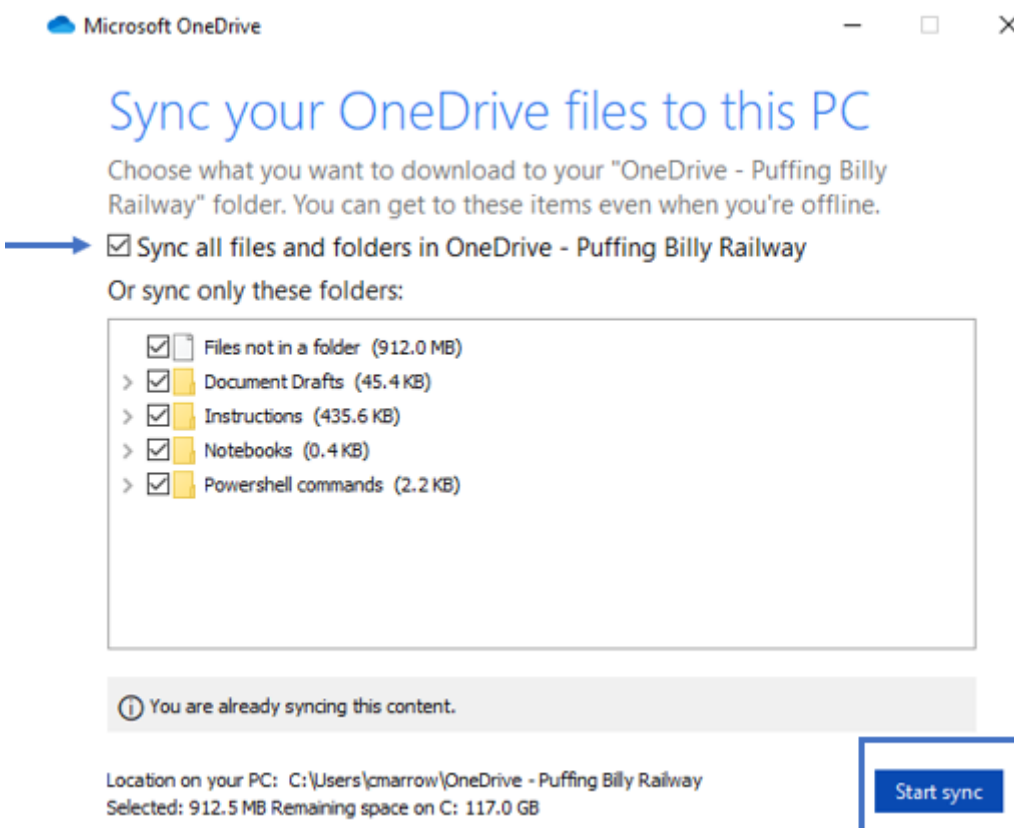 Microsoft OneDrive
Sync your OneDrive files to this PC
Choose what you want to download to your "OneDrive - Puffing Billy
Railway" folder. You can get to these items even when you're offline.
Sync all files and folders in OneDrive - Puffing Billy Railway
Or sync only these folders:
Files not in a folder (912.0 MB)
Document Drafts (45.4 KB)
Instructions (435.6 KB)
Notebooks (0.4 KB)
Powershell commands (2.2 KB)
You are already syncing this content.
Location on your PC: C:\Users\cmarrow\OneDrive - Puffing Billy Railway
Selected: 912.5 MB Remaining space on C: 117.0 GB
Start sync